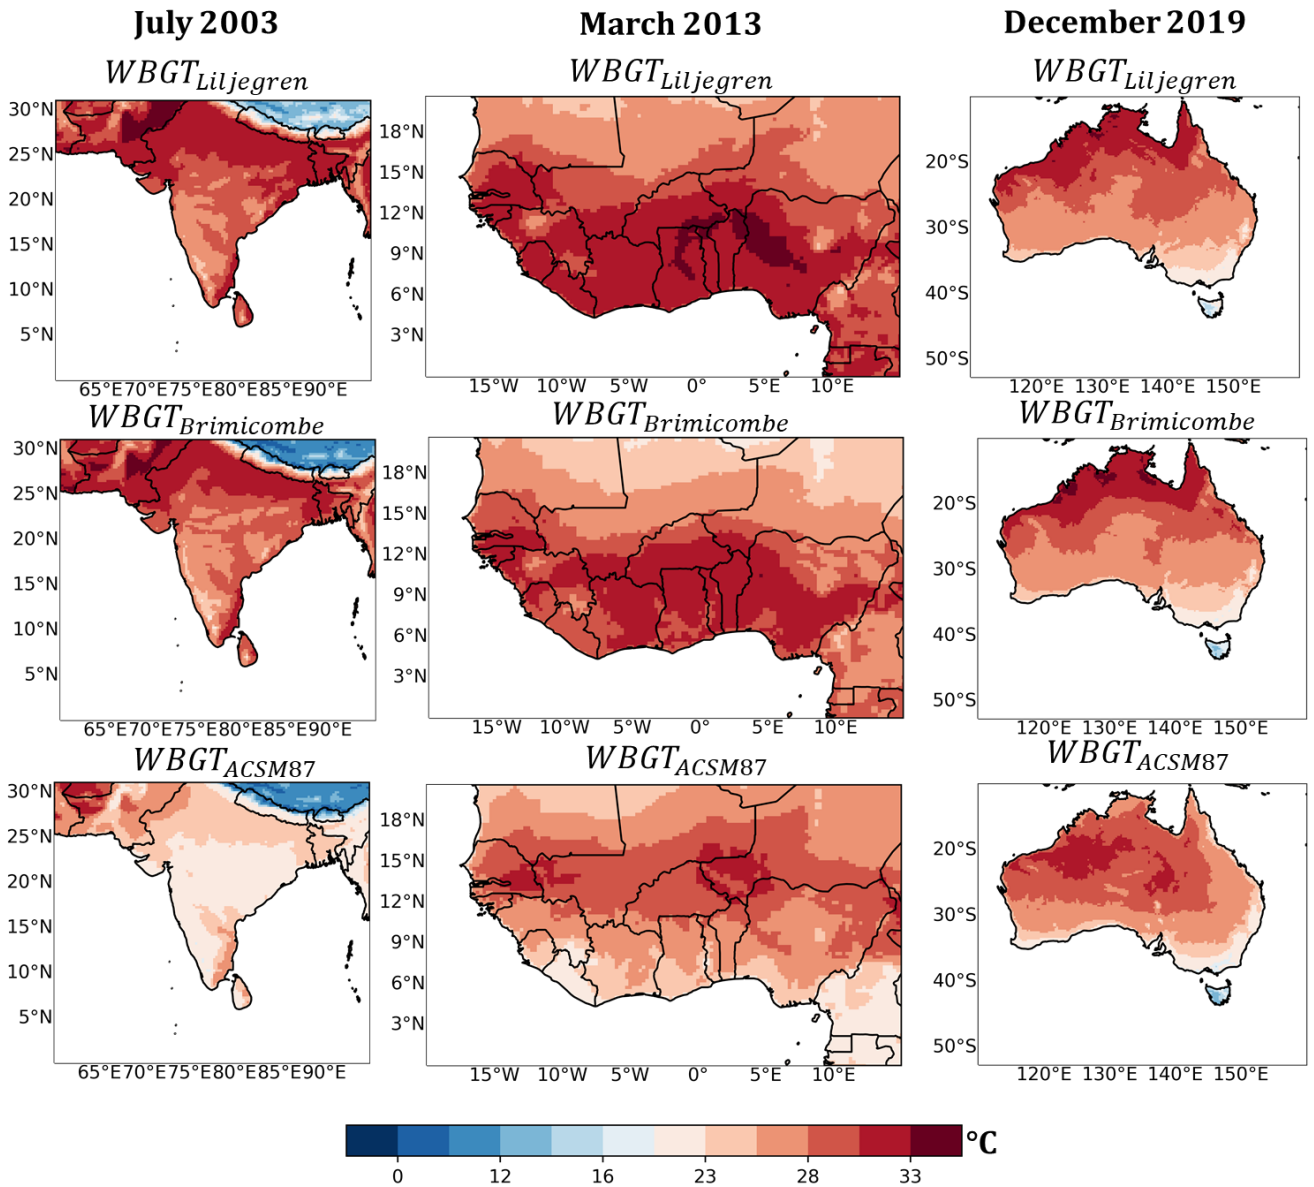 July 2003 March 2013 December 2019
WBGT_Liljegren WBGT_Liljegren WBGT_Liljegren
30°N
25°N
20°N
15°N
10°N
5°N
65°E70°E75°E80°E85°E90°E
18°N
15°N
12°N
9°N
6°N
3°N
15°W 10°W 5°W 0° 5°E 10°E
20°S
30°S
40°S
50°S
120°E 130°E 140°E 150°E
WBGT_Brimicombe WBGT_Brimicombe WBGT_Brimicombe
30°N
25°N
20°N
15°N
10°N
5°N
65°E70°E75°E80°E85°E90°E
18°N
15°N
12°N
9°N
6°N
3°N
15°W 10°W 5°W 0° 5°E 10°E
20°S
30°S
40°S
50°S
120°E 130°E 140°E 150°E
WBGT_ACSM87 WBGT_ACSM87 WBGT_ACSM87
30°N
25°N
20°N
15°N
10°N
5°N
65°E70°E75°E80°E85°E90°E
18°N
15°N
12°N
9°N
6°N
3°N
15°W 10°W 5°W 0° 5°E 10°E
20°S
30°S
40°S
50°S
120°E 130°E 140°E 150°E
°C
0 12 16 23 28 33